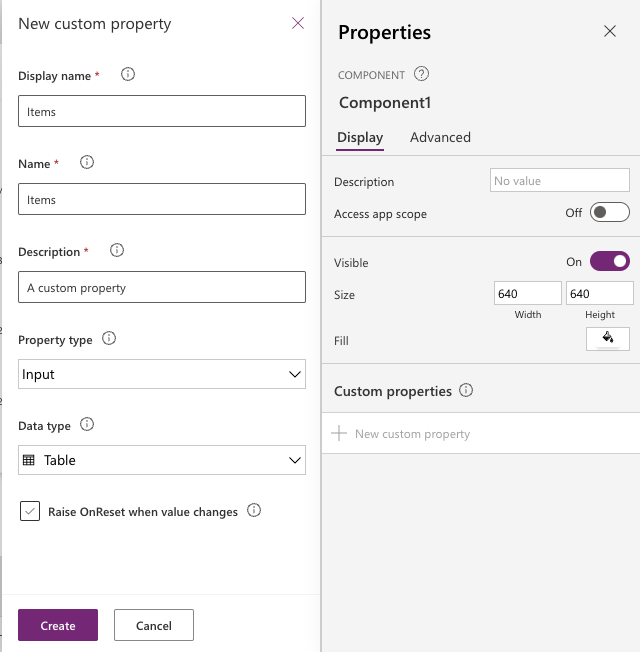 New custom property
Display name *
Items
Name *
Items
Description *
A custom property
Property type
Input
Data type
Table
Raise OnReset when value changes
Create
Cancel
Properties
COMPONENT
Component1
Display
Advanced
Description
No value
Access app scope
Off
Visible
On
Size
640
640
Width
Height
Fill
Custom properties
New custom property